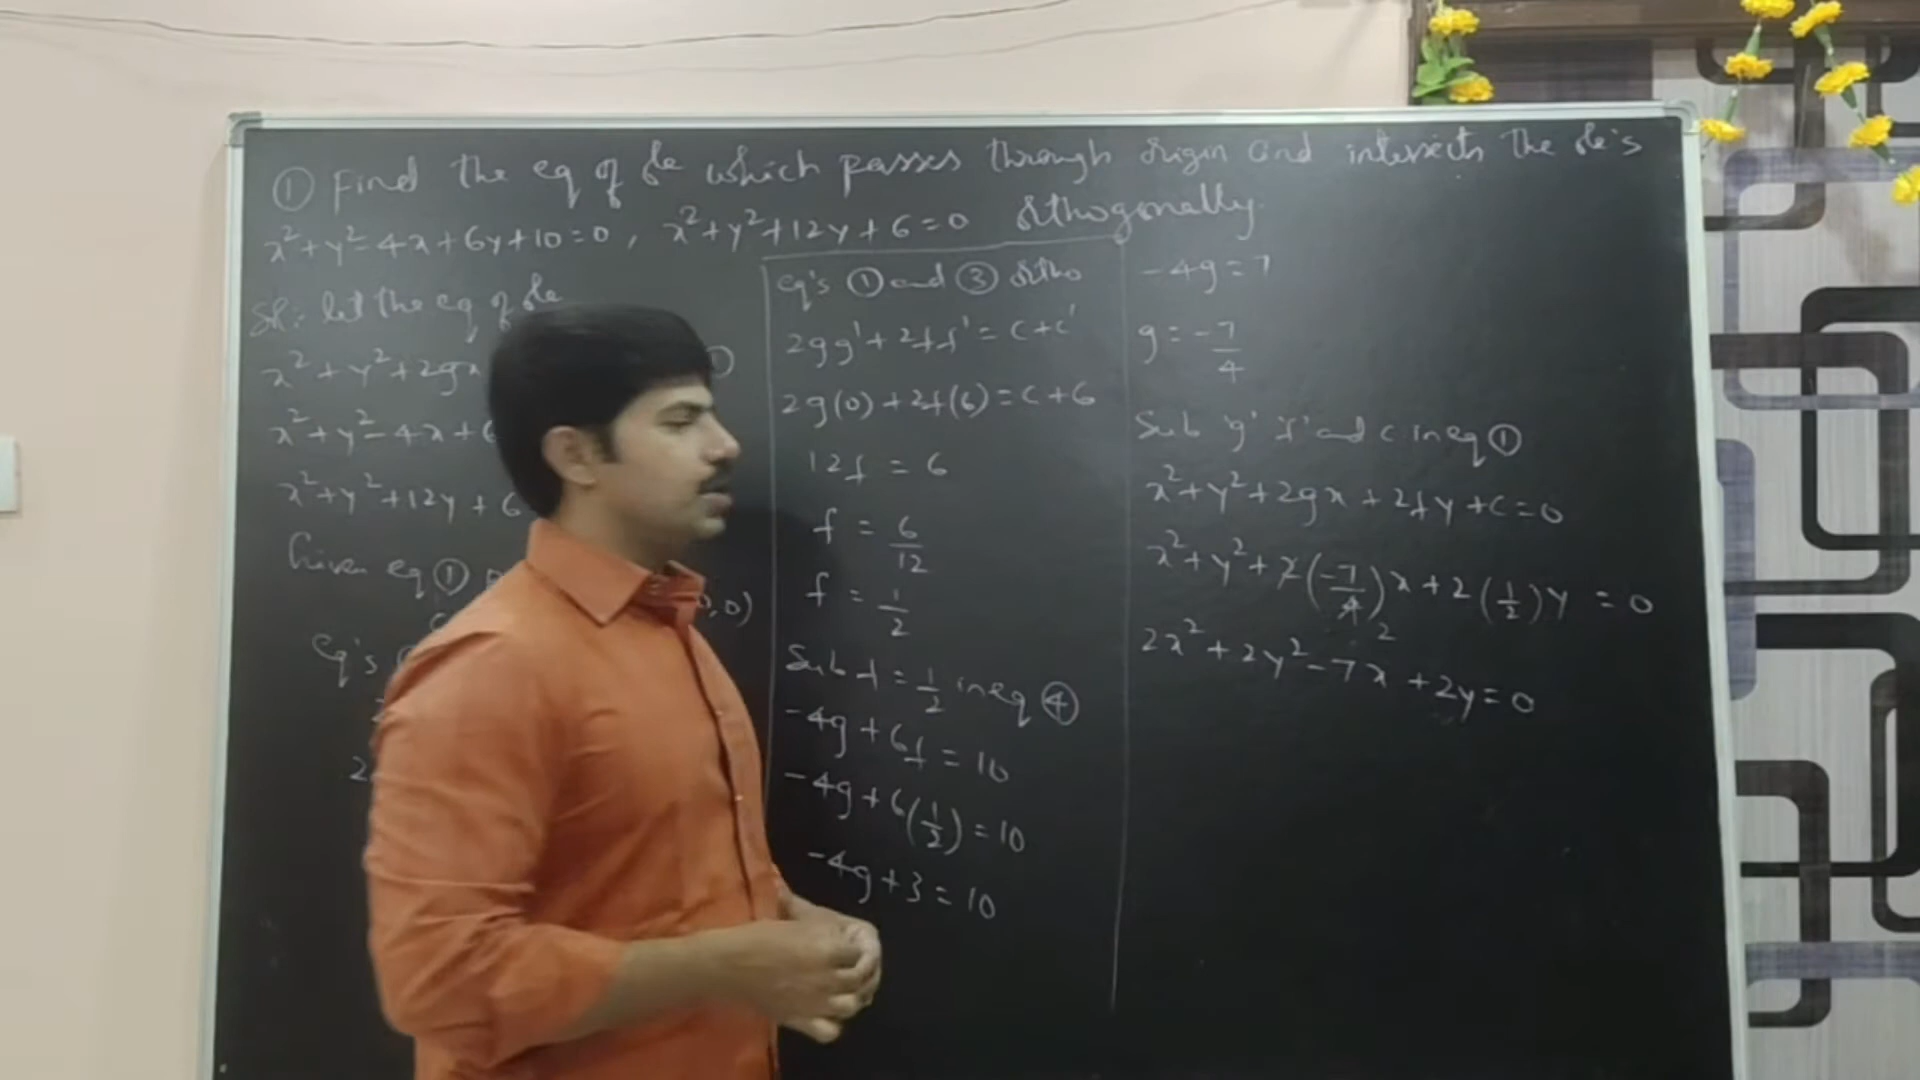 ① Find the eq of which passes through origin and intersects the
x²+y²-4x+6y+10=0, x²+y²+12y+6=0 orthogonally.
Sol: let the eq of
x²+y²+2gx
x²+y²-4x+6
x²+y²+12y+6
Given eq ①
0)
eq's
2
eq's ① and ③ ortho
2gg'+2ff'=c+c'
2g(0)+2f(6)=c+6
12f = 6
f = 6/12
f = 1/2
Sub f = 1/2 in eq ④
-4g+6f=10
-4g+6(1/2)=10
-4g+3=10
-4g=7
g=-7/4
Sub 'g' 'f' and c in eq ①
x²+y²+2gx+2fy+c=0
x²+y²+2(-7/4)x+2(1/2)y=0
2
2x²+2y²-7x+2y=0